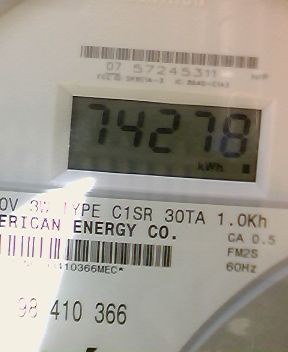 07 57245311
74278
kWh
0V 3W TYPE C1SR 30TA 1.0Kh
ERICAN ENERGY CO.
CA 0.5
FM2S
60Hz
410366MEC*
98 410 366